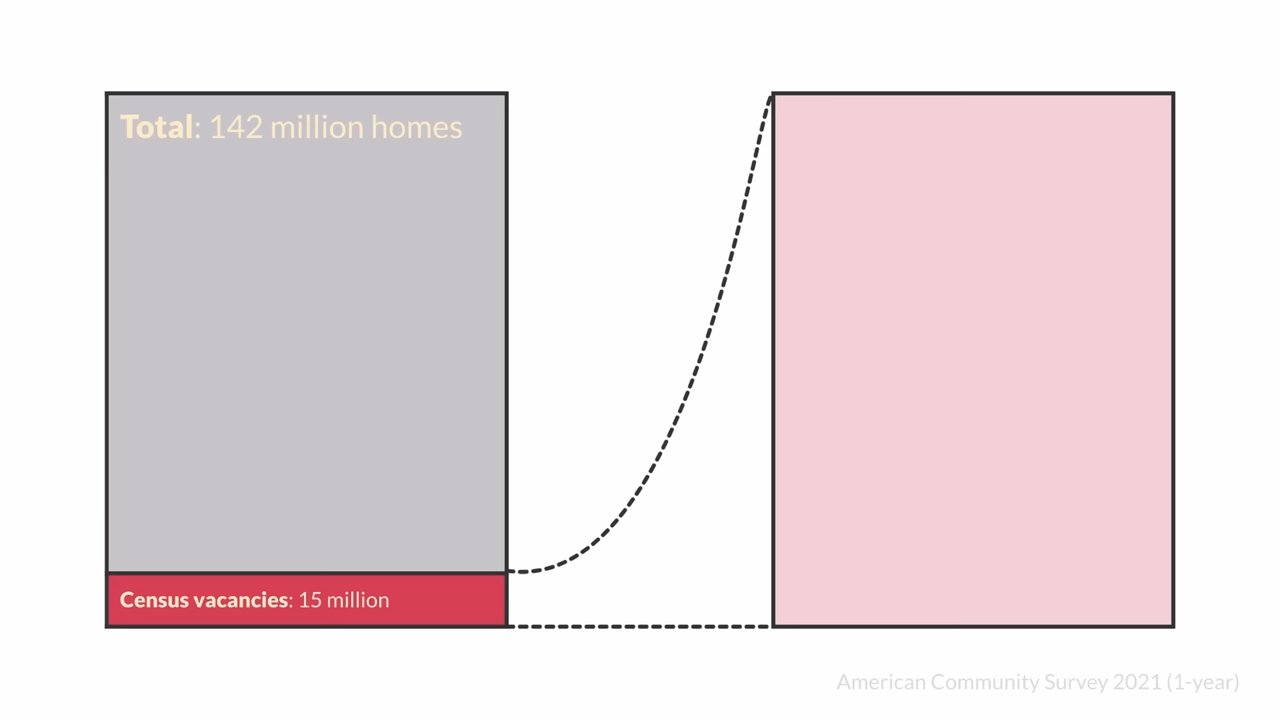 Total: 142 million homes
Census vacancies: 15 million
American Community Survey 2021 (1-year)